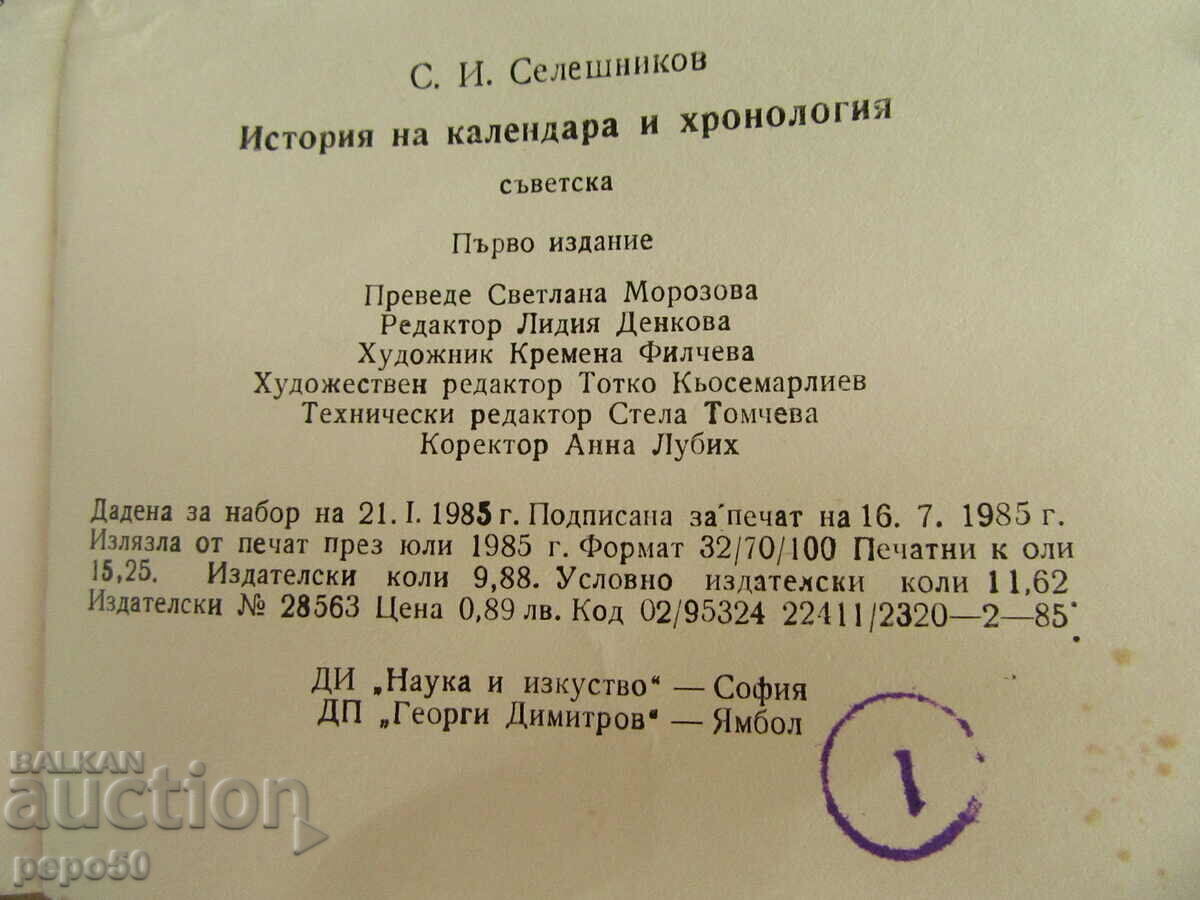 С. И. Селешников
История на календара и хронология
съветска
Първо издание
Преведе Светлана Морозова
Редактор Лидия Денкова
Художник Кремена Филчева
Художествен редактор Тотко Кьосемарлиев
Технически редактор Стела Томчева
Коректор Анна Лубих
Дадена за набор на 21. I. 1985 г. Подписана за печат на 16. 7. 1985 г.
Излязла от печат през юли 1985 г. Формат 32/70/100 Печатни к оли
15,25. Издателски коли 9,88. Условно издателски коли 11,62
Издателски № 28563 Цена 0,89 лв. Код 02/95324 22411/2320—2—85.
ДИ „Наука и изкуство“ — София
ДП „Георги Димитров“ — Ямбол
1
BALKAN
auction
pepo50